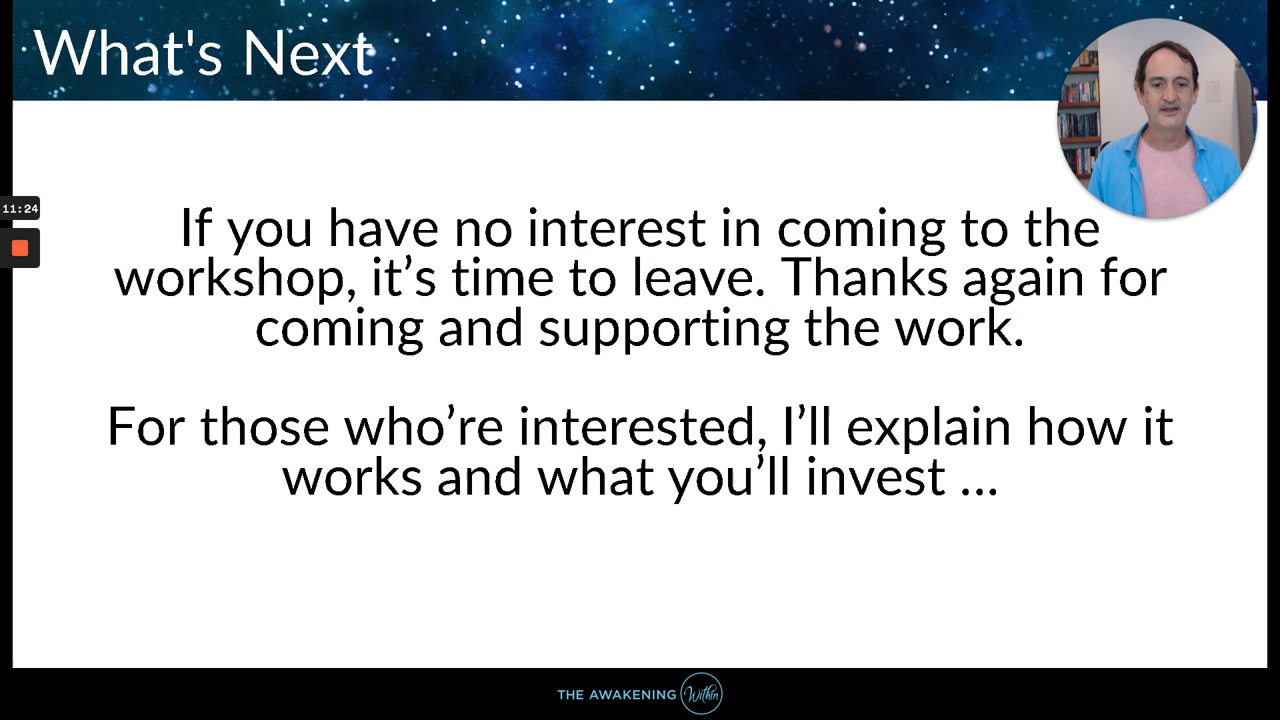 What's Next
11:24
If you have no interest in coming to the
workshop, it’s time to leave. Thanks again for
coming and supporting the work.
For those who’re interested, I’ll explain how it
works and what you’ll invest ...
THE AWAKENING Within